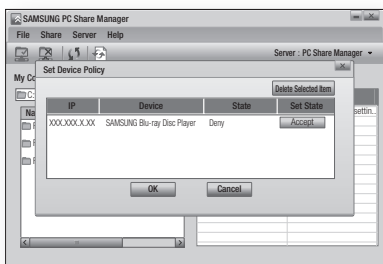 SAMSUNG PC Share Manager
File Share Server Help
Server : PC Share Manager
Set Device Policy
My Co
Delete Selected Item
C:
IP Device State Set State
Na
settin..
XXX.XXX.X.XX SAMSUNG Blu-ray Disc Player Deny Accept
F
F
F
OK Cancel